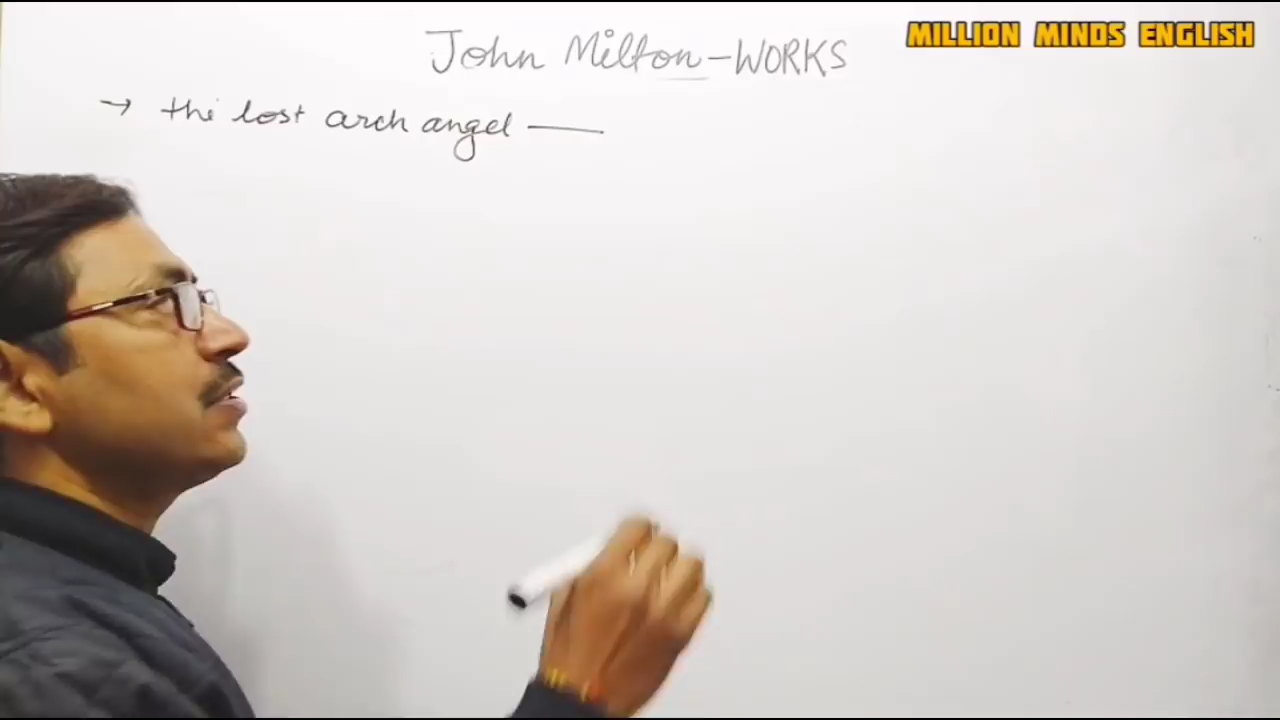 John Milton - WORKS
MILLION MINDS ENGLISH
→ the lost arch angel —